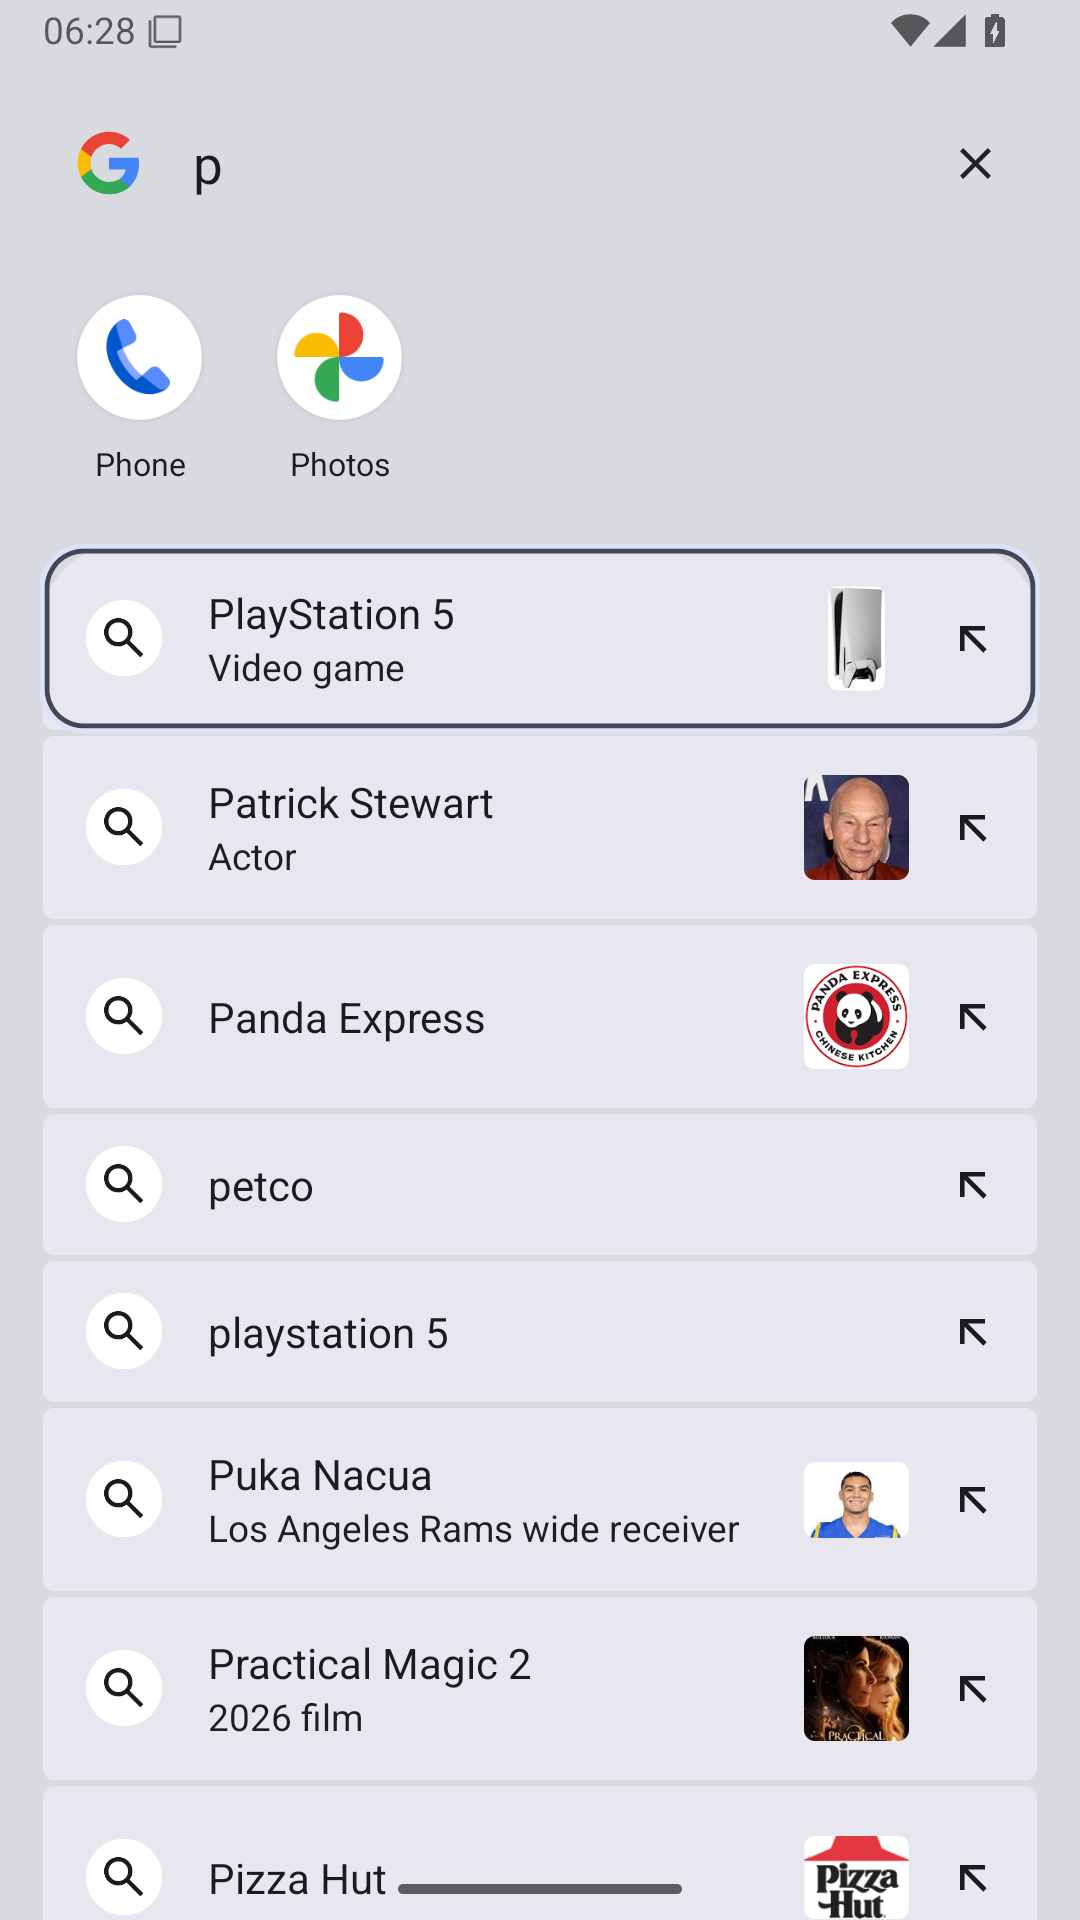 06:28
p
Phone
Photos
PlayStation 5
Video game
Patrick Stewart
Actor
Panda Express
PANDA EXPRESS
CHINESE KITCHEN
petco
playstation 5
Puka Nacua
Los Angeles Rams wide receiver
Practical Magic 2
2026 film
PRACTICAL
Pizza Hut
Pizza
Hut